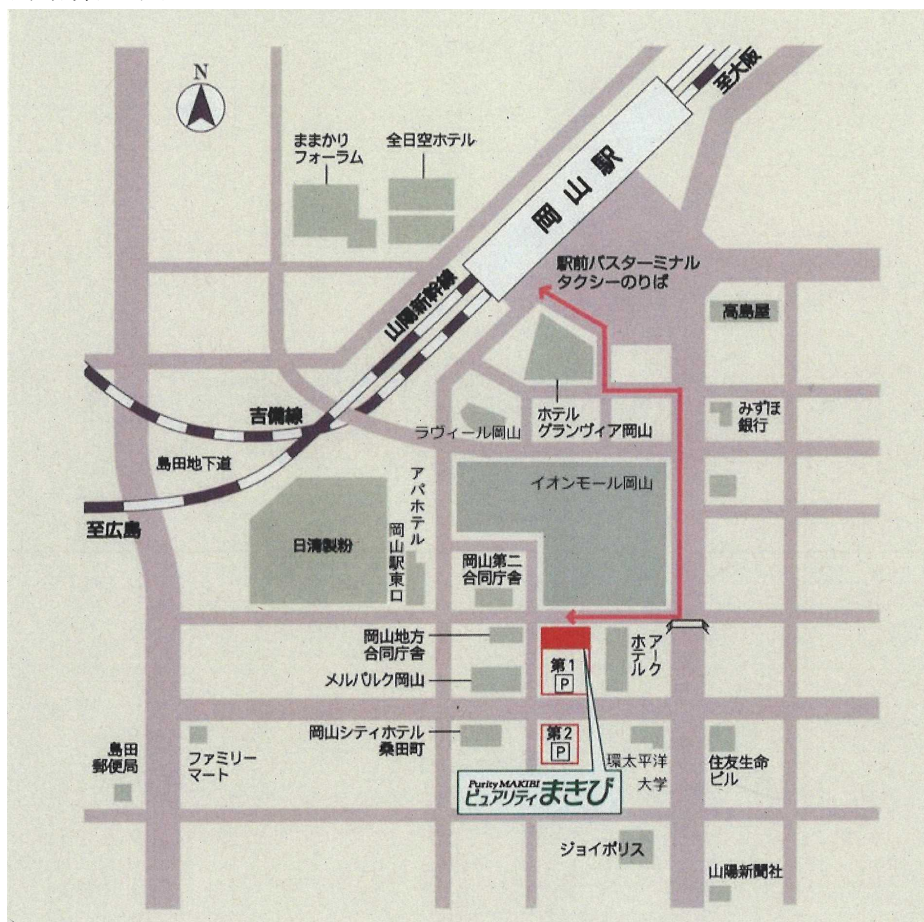 N
至大阪
ままかり
フォーラム
全日空ホテル
岡山駅
駅前バスターミナル
タクシーのりば
山陽新幹線
高島屋
吉備線
ラヴィール岡山
ホテル
グランヴィア岡山
みずほ
銀行
島田地下道
至広島
イオンモール岡山
日清製粉
アパホテル
岡山駅東口
岡山第二
合同庁舎
岡山地方
合同庁舎
アーク
ホテル
第1
P
メルパルク岡山
岡山シティホテル
桑田町
第2
P
島田
郵便局
ファミリー
マート
環太平洋
大学
住友生命
ビル
Purity MAKIBI
ピュアリティまきび
ジョイポリス
山陽新聞社